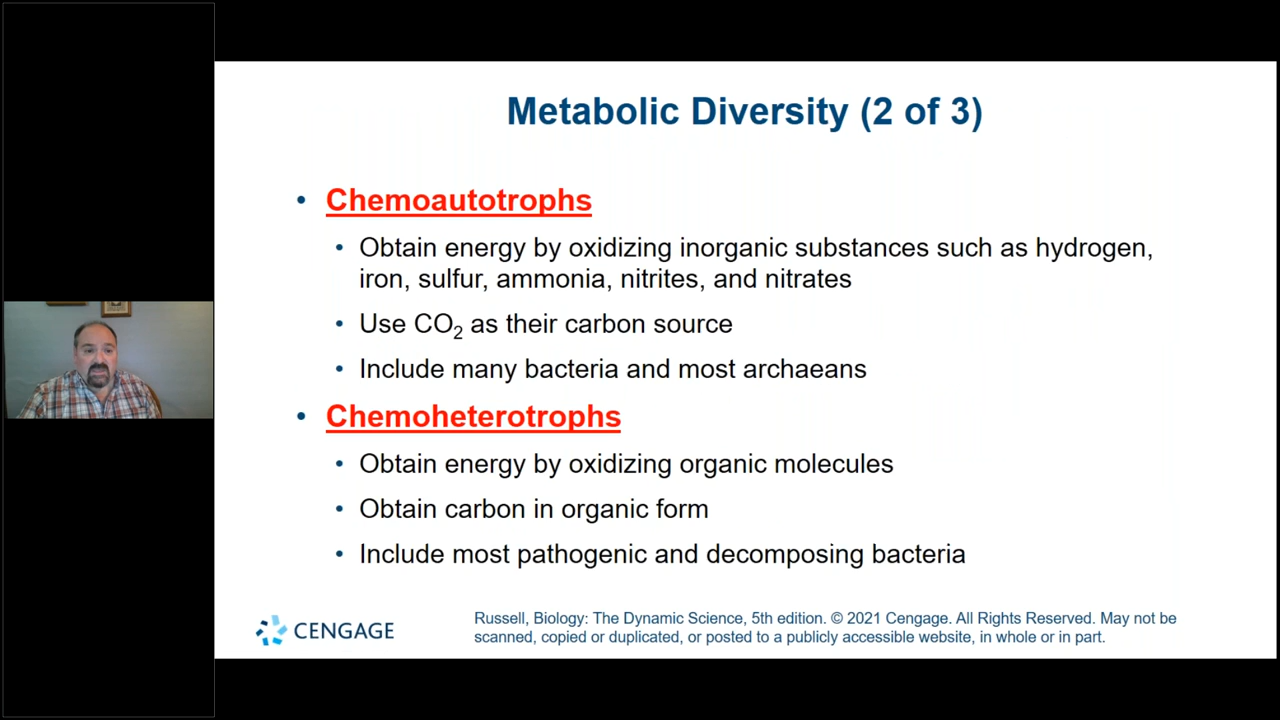 Metabolic Diversity (2 of 3)
• Chemoautotrophs
• Obtain energy by oxidizing inorganic substances such as hydrogen,
iron, sulfur, ammonia, nitrites, and nitrates
• Use CO₂ as their carbon source
• Include many bacteria and most archaeans
• Chemoheterotrophs
• Obtain energy by oxidizing organic molecules
• Obtain carbon in organic form
• Include most pathogenic and decomposing bacteria
CENGAGE
Russell, Biology: The Dynamic Science, 5th edition. © 2021 Cengage. All Rights Reserved. May not be
scanned, copied or duplicated, or posted to a publicly accessible website, in whole or in part.